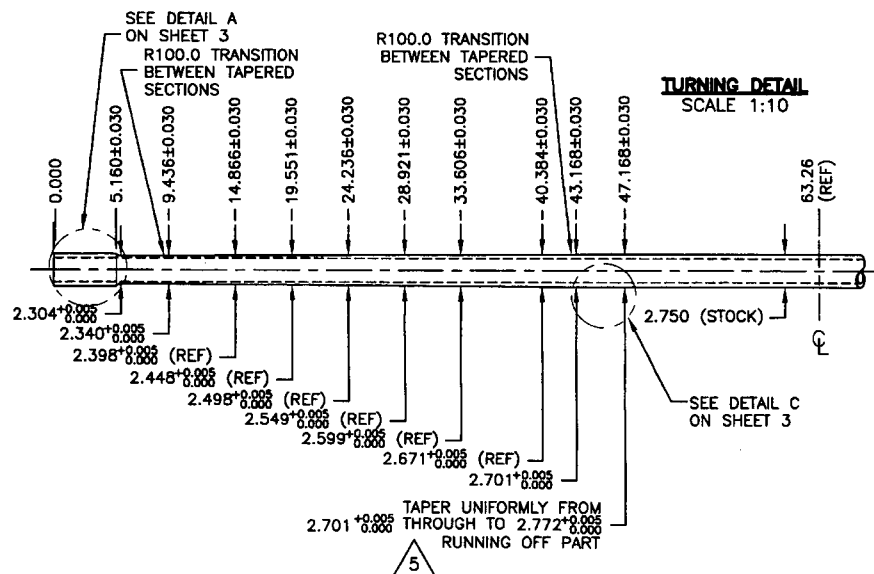 SEE DETAIL A
ON SHEET 3
R100.0 TRANSITION
BETWEEN TAPERED
SECTIONS
R100.0 TRANSITION
BETWEEN TAPERED
SECTIONS
TURNING DETAIL
SCALE 1:10
0.000
5.160±0.030
9.436±0.030
14.866±0.030
19.551±0.030
24.236±0.030
28.921±0.030
33.606±0.030
40.384±0.030
43.168±0.030
47.168±0.030
63.26
(REF)
2.304 +0.005 0.000
2.340 +0.005 0.000
2.398 +0.005 0.000 (REF)
2.448 +0.005 0.000 (REF)
2.498 +0.005 0.000 (REF)
2.549 +0.005 0.000 (REF)
2.599 +0.005 0.000 (REF)
2.671 +0.005 0.000 (REF)
2.701 +0.005 0.000
2.750 (STOCK)
SEE DETAIL C
ON SHEET 3
TAPER UNIFORMLY FROM
2.701 +0.005 0.000 THROUGH TO 2.772 +0.005 0.000
RUNNING OFF PART
5